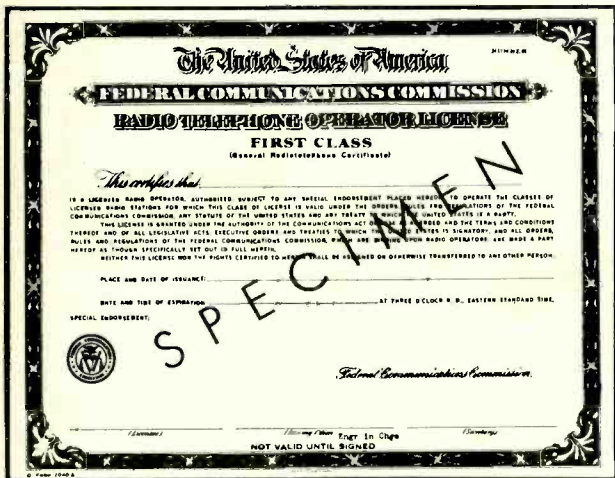 NUMBER
The United States of America
FEDERAL COMMUNICATIONS COMMISSION
RADIO TELEPHONE OPERATOR LICENSE
FIRST CLASS
(General Radiotelephone Certificate)
This certifies that
IS A LICENSED RADIO OPERATOR, AUTHORIZED, SUBJECT TO ANY SPECIAL ENDORSEMENT PLACED HEREON, TO OPERATE THE CLASSES OF
LICENSED RADIO STATIONS FOR WHICH THIS CLASS OF LICENSE IS VALID UNDER THE ORDERS, RULES AND REGULATIONS OF THE FEDERAL
COMMUNICATIONS COMMISSION, ANY STATUTE OF THE UNITED STATES AND ANY TREATY TO WHICH THE UNITED STATES IS A PARTY.
THIS LICENSE IS GRANTED UNDER THE AUTHORITY OF THE COMMUNICATIONS ACT OF AS AMENDED AND THE TERMS AND CONDITIONS
THEREOF AND OF ALL LEGISLATIVE ACTS, EXECUTIVE ORDERS AND TREATIES TO WHICH THE UNITED STATES IS SIGNATORY, AND ALL ORDERS,
RULES AND REGULATIONS OF THE FEDERAL COMMUNICATIONS COMMISSION, WHICH ARE BINDING UPON RADIO OPERATORS ARE MADE A PART
HEREOF AS THOUGH SPECIFICALLY SET OUT IN FULL HEREIN.
NEITHER THIS LICENSE NOR THE RIGHTS CERTIFIED TO HEREIN SHALL BE ASSIGNED OR OTHERWISE TRANSFERRED TO ANY OTHER PERSON.
PLACE AND DATE OF ISSUANCE:
DATE AND TIME OF EXPIRATION AT THREE O'CLOCK A. M., EASTERN STANDARD TIME.
SPECIAL ENDORSEMENT:
SPECIMEN
Federal Communications Commission
(Licensee)
(Issuing Officer) Engr in Chge
(Secretary)
NOT VALID UNTIL SIGNED